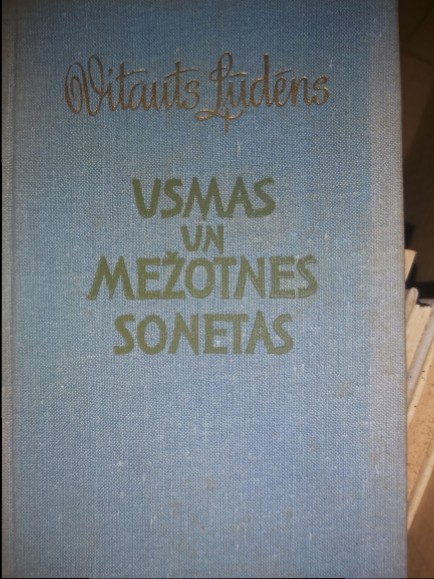 Vitauts Ļūdēns
USMAS
UN
MEŽOTNES
SONETAS